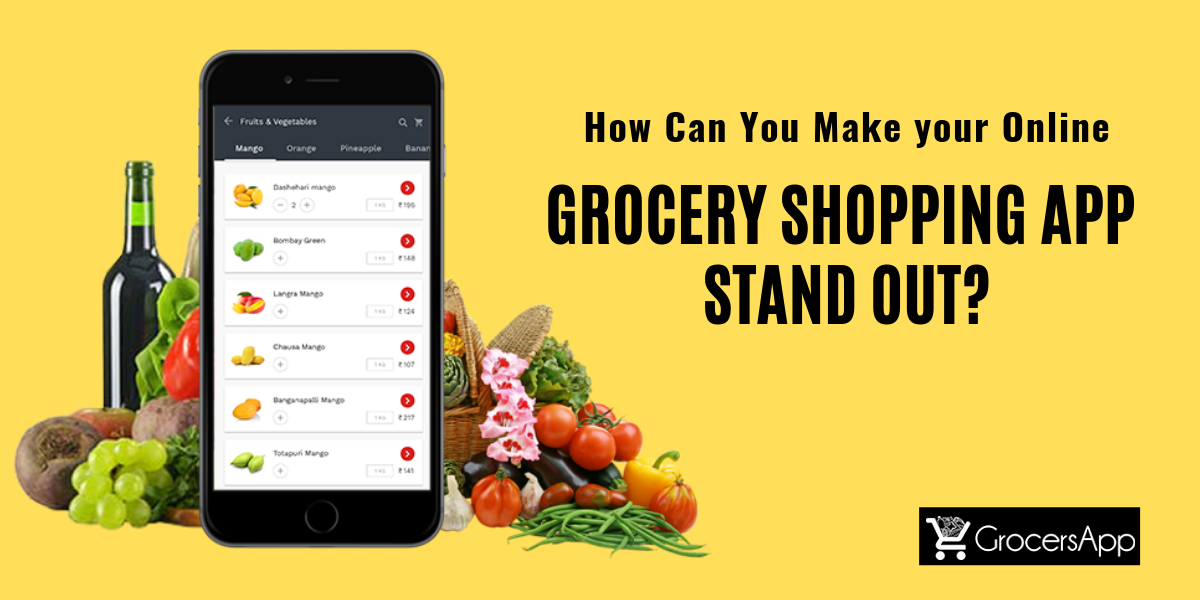 Fruits & Vegetables
Mango Orange Pineapple Banan
Dashehari mango
2 1 KG ₹195
Bombay Green
1 KG ₹148
Langra Mango
1 KG ₹124
Chausa Mango
1 KG ₹107
Banganapalli Mango
1 KG ₹217
Totapuri Mango
1 KG ₹141
How Can You Make your Online
GROCERY SHOPPING APP
STAND OUT?
GrocersApp